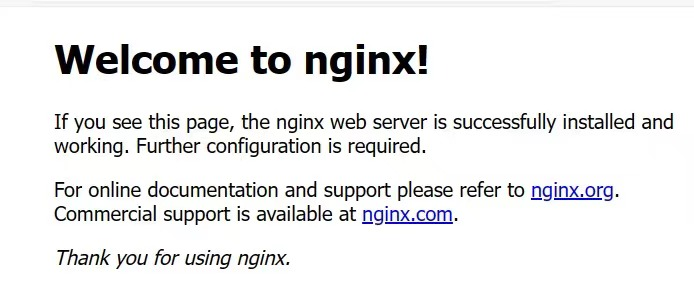 Welcome to nginx!
If you see this page, the nginx web server is successfully installed and
working. Further configuration is required.
For online documentation and support please refer to nginx.org.
Commercial support is available at nginx.com.
Thank you for using nginx.